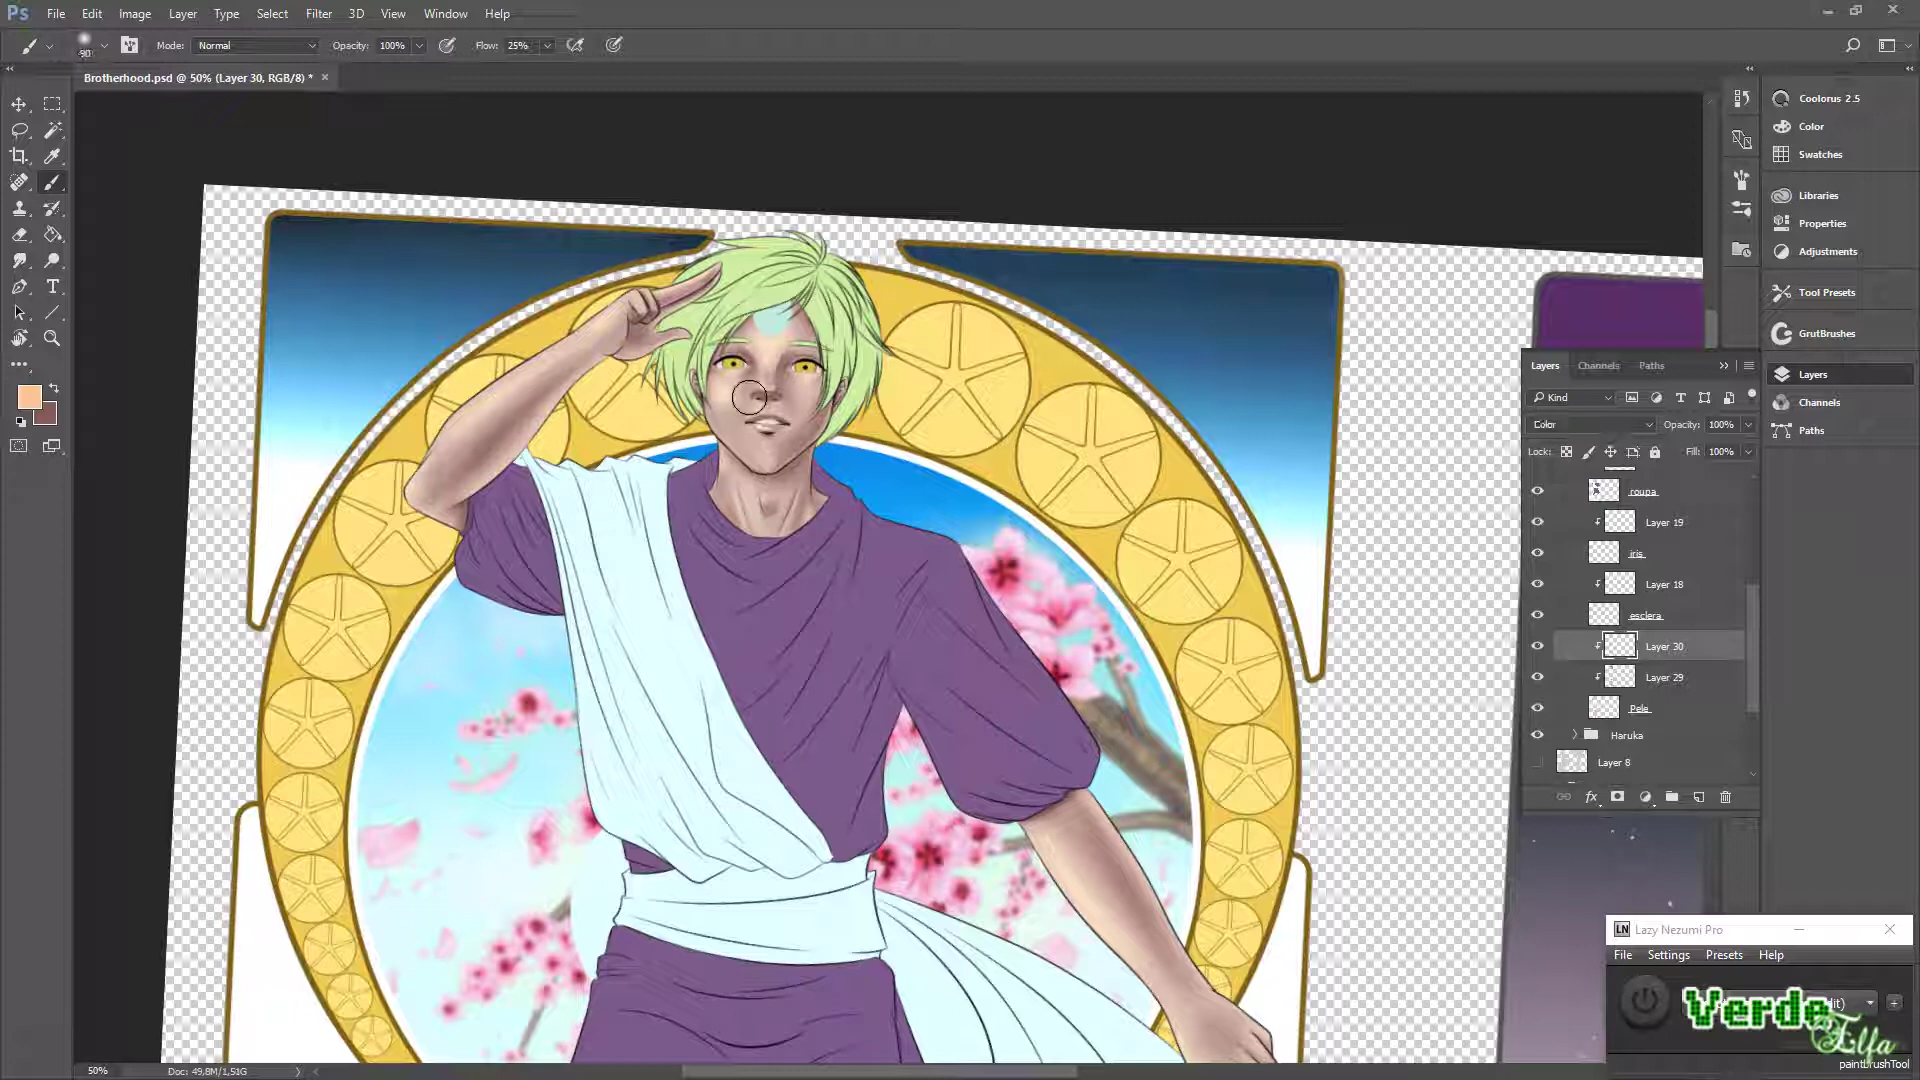 Ps File Edit Image Layer Type Select Filter 3D View Window Help
90 Mode: Normal Opacity: 100% Flow: 25%
Brotherhood.psd @ 50% (Layer 30, RGB/8) *
Coolorus 2.5
Color
Swatches
Libraries
Properties
Adjustments
Tool Presets
GrutBrushes
Layers
Channels
Paths
Layers Channels Paths
Kind
Color Opacity: 100%
Lock: Fill: 100%
roupa
Layer 19
iris
Layer 18
esclera
Layer 30
Layer 29
Pele
Haruka
Layer 8
fx
LN Lazy Nezumi Pro
File Settings Presets Help
dit)
Verde
Elfa
paintBrushTool
50% Doc: 49,8M/1,51G